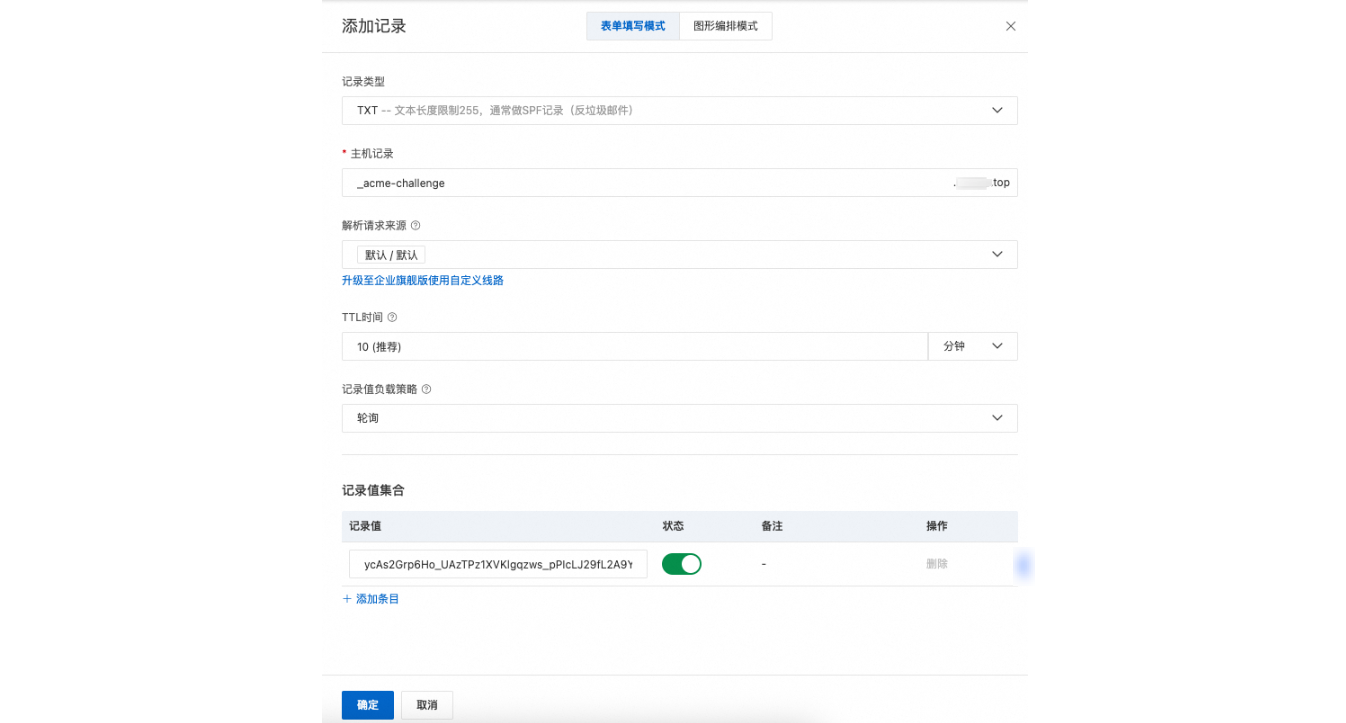 添加记录
表单填写模式 图形编排模式
记录类型
TXT -- 文本长度限制255，通常做SPF记录（反垃圾邮件）
* 主机记录
_acme-challenge .top
解析请求来源
默认 / 默认
升级至企业旗舰版使用自定义线路
TTL时间
10 (推荐) 分钟
记录值负载策略
轮询
记录值集合
记录值 状态 备注 操作
ycAs2Grp6Ho_UAzTPz1XVKIgqzws_pPIcLJ29fL2A9Y - 删除
+ 添加条目
确定 取消